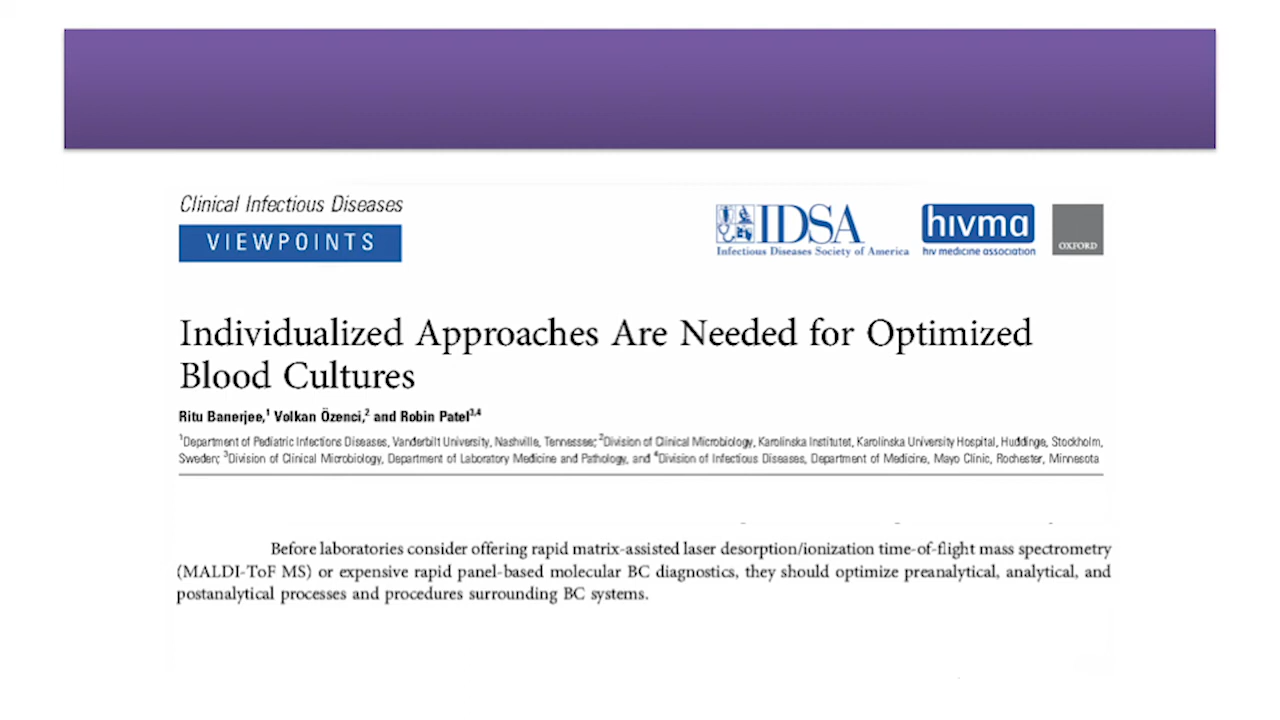 Clinical Infectious Diseases
VIEWPOINTS
IDSA
Infectious Diseases Society of America
hivma
hiv medicine association
OXFORD
Individualized Approaches Are Needed for Optimized
Blood Cultures
Ritu Banerjee,1 Volkan Özenci,2 and Robin Patel3,4
1Department of Pediatric Infections Diseases, Vanderbilt University, Nashville, Tennessee; 2Division of Clinical Microbiology, Karolinska Institutet, Karolinska University Hospital, Huddinge, Stockholm,
Sweden; 3Division of Clinical Microbiology, Department of Laboratory Medicine and Pathology, and 4Division of Infectious Diseases, Department of Medicine, Mayo Clinic, Rochester, Minnesota
Before laboratories consider offering rapid matrix-assisted laser desorption/ionization time-of-flight mass spectrometry
(MALDI-ToF MS) or expensive rapid panel-based molecular BC diagnostics, they should optimize preanalytical, analytical, and
postanalytical processes and procedures surrounding BC systems.